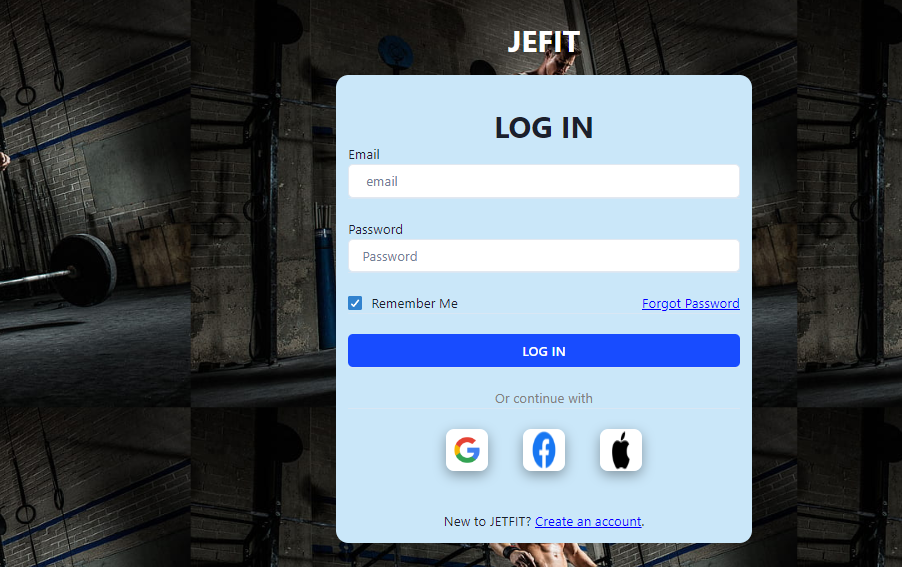 JEFIT
LOG IN
Email
email
Password
Password
Remember Me Forgot Password
LOG IN
Or continue with
New to JETFIT? Create an account.